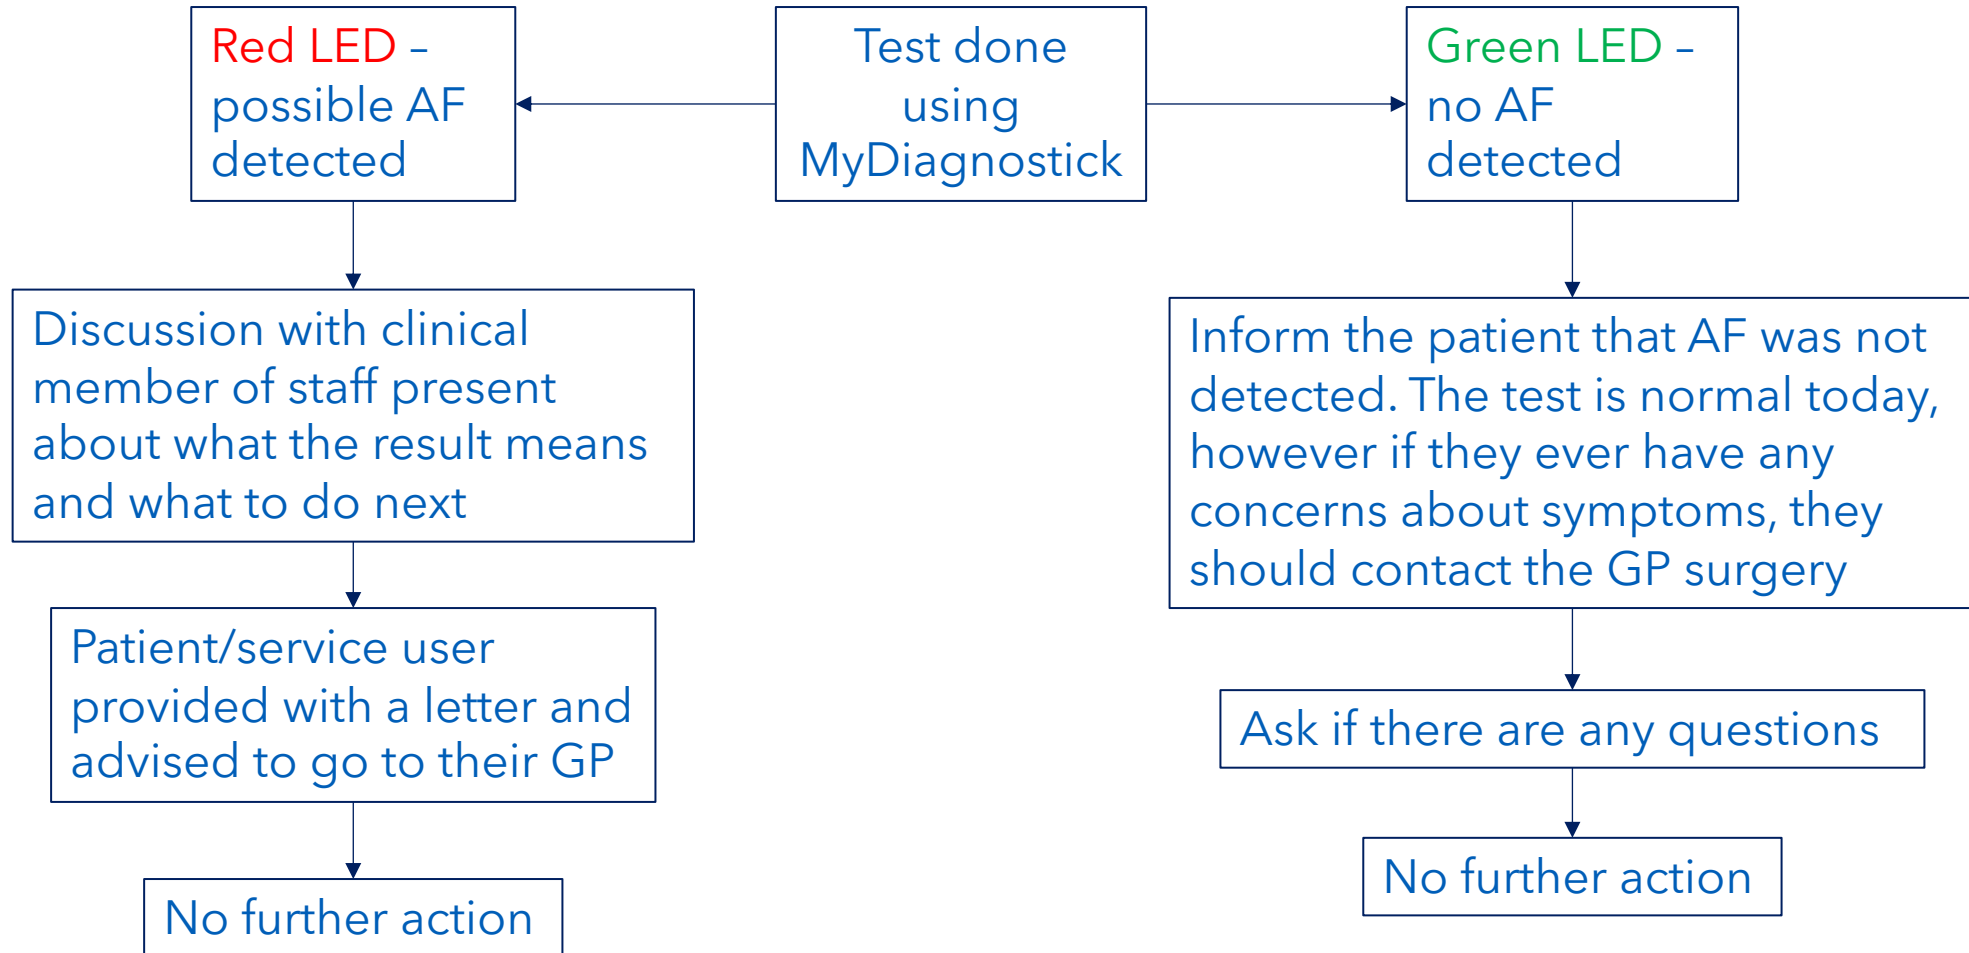 Red LED –
possible AF
detected
Test done
using
MyDiagnostick
Green LED –
no AF
detected
Discussion with clinical
member of staff present
about what the result means
and what to do next
Inform the patient that AF was not
detected. The test is normal today,
however if they ever have any
concerns about symptoms, they
should contact the GP surgery
Patient/service user
provided with a letter and
advised to go to their GP
Ask if there are any questions
No further action
No further action